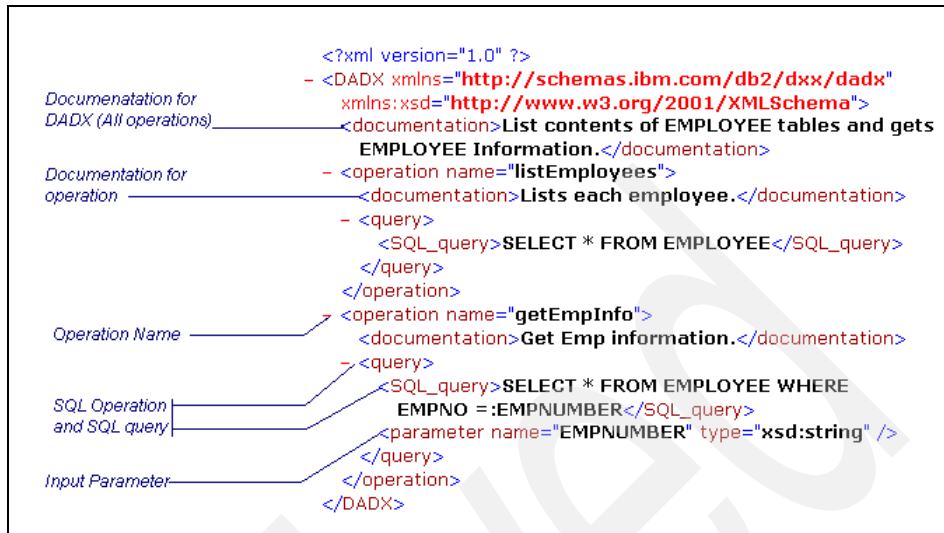 <?xml version="1.0" ?>
– <DADX xmlns="http://schemas.ibm.com/db2/dxx/dadx"
xmlns:xsd="http://www.w3.org/2001/XMLSchema">
Documenatation for
DADX (All operations)
<documentation>List contents of EMPLOYEE tables and gets
EMPLOYEE Information.</documentation>
Documentation for
operation
– <operation name="listEmployees">
<documentation>Lists each employee.</documentation>
– <query>
<SQL_query>SELECT * FROM EMPLOYEE</SQL_query>
</query>
</operation>
Operation Name
– <operation name="getEmpInfo">
<documentation>Get Emp information.</documentation>
– <query>
SQL Operation
and SQL query
<SQL_query>SELECT * FROM EMPLOYEE WHERE
EMPNO =:EMPNUMBER</SQL_query>
<parameter name="EMPNUMBER" type="xsd:string" />
</query>
Input Parameter
</operation>
</DADX>